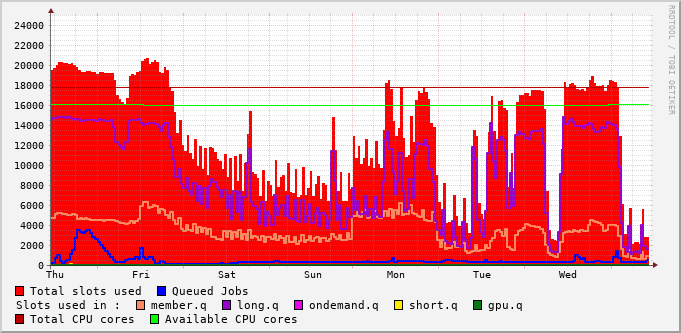 24000
22000
20000
18000
16000
14000
12000
10000
8000
6000
4000
2000
0
Thu Fri Sat Sun Mon Tue Wed
RRDTOOL / TOBI OETIKER
Total slots used Queued Jobs
Slots used in : member.q long.q ondemand.q short.q gpu.q
Total CPU cores Available CPU cores